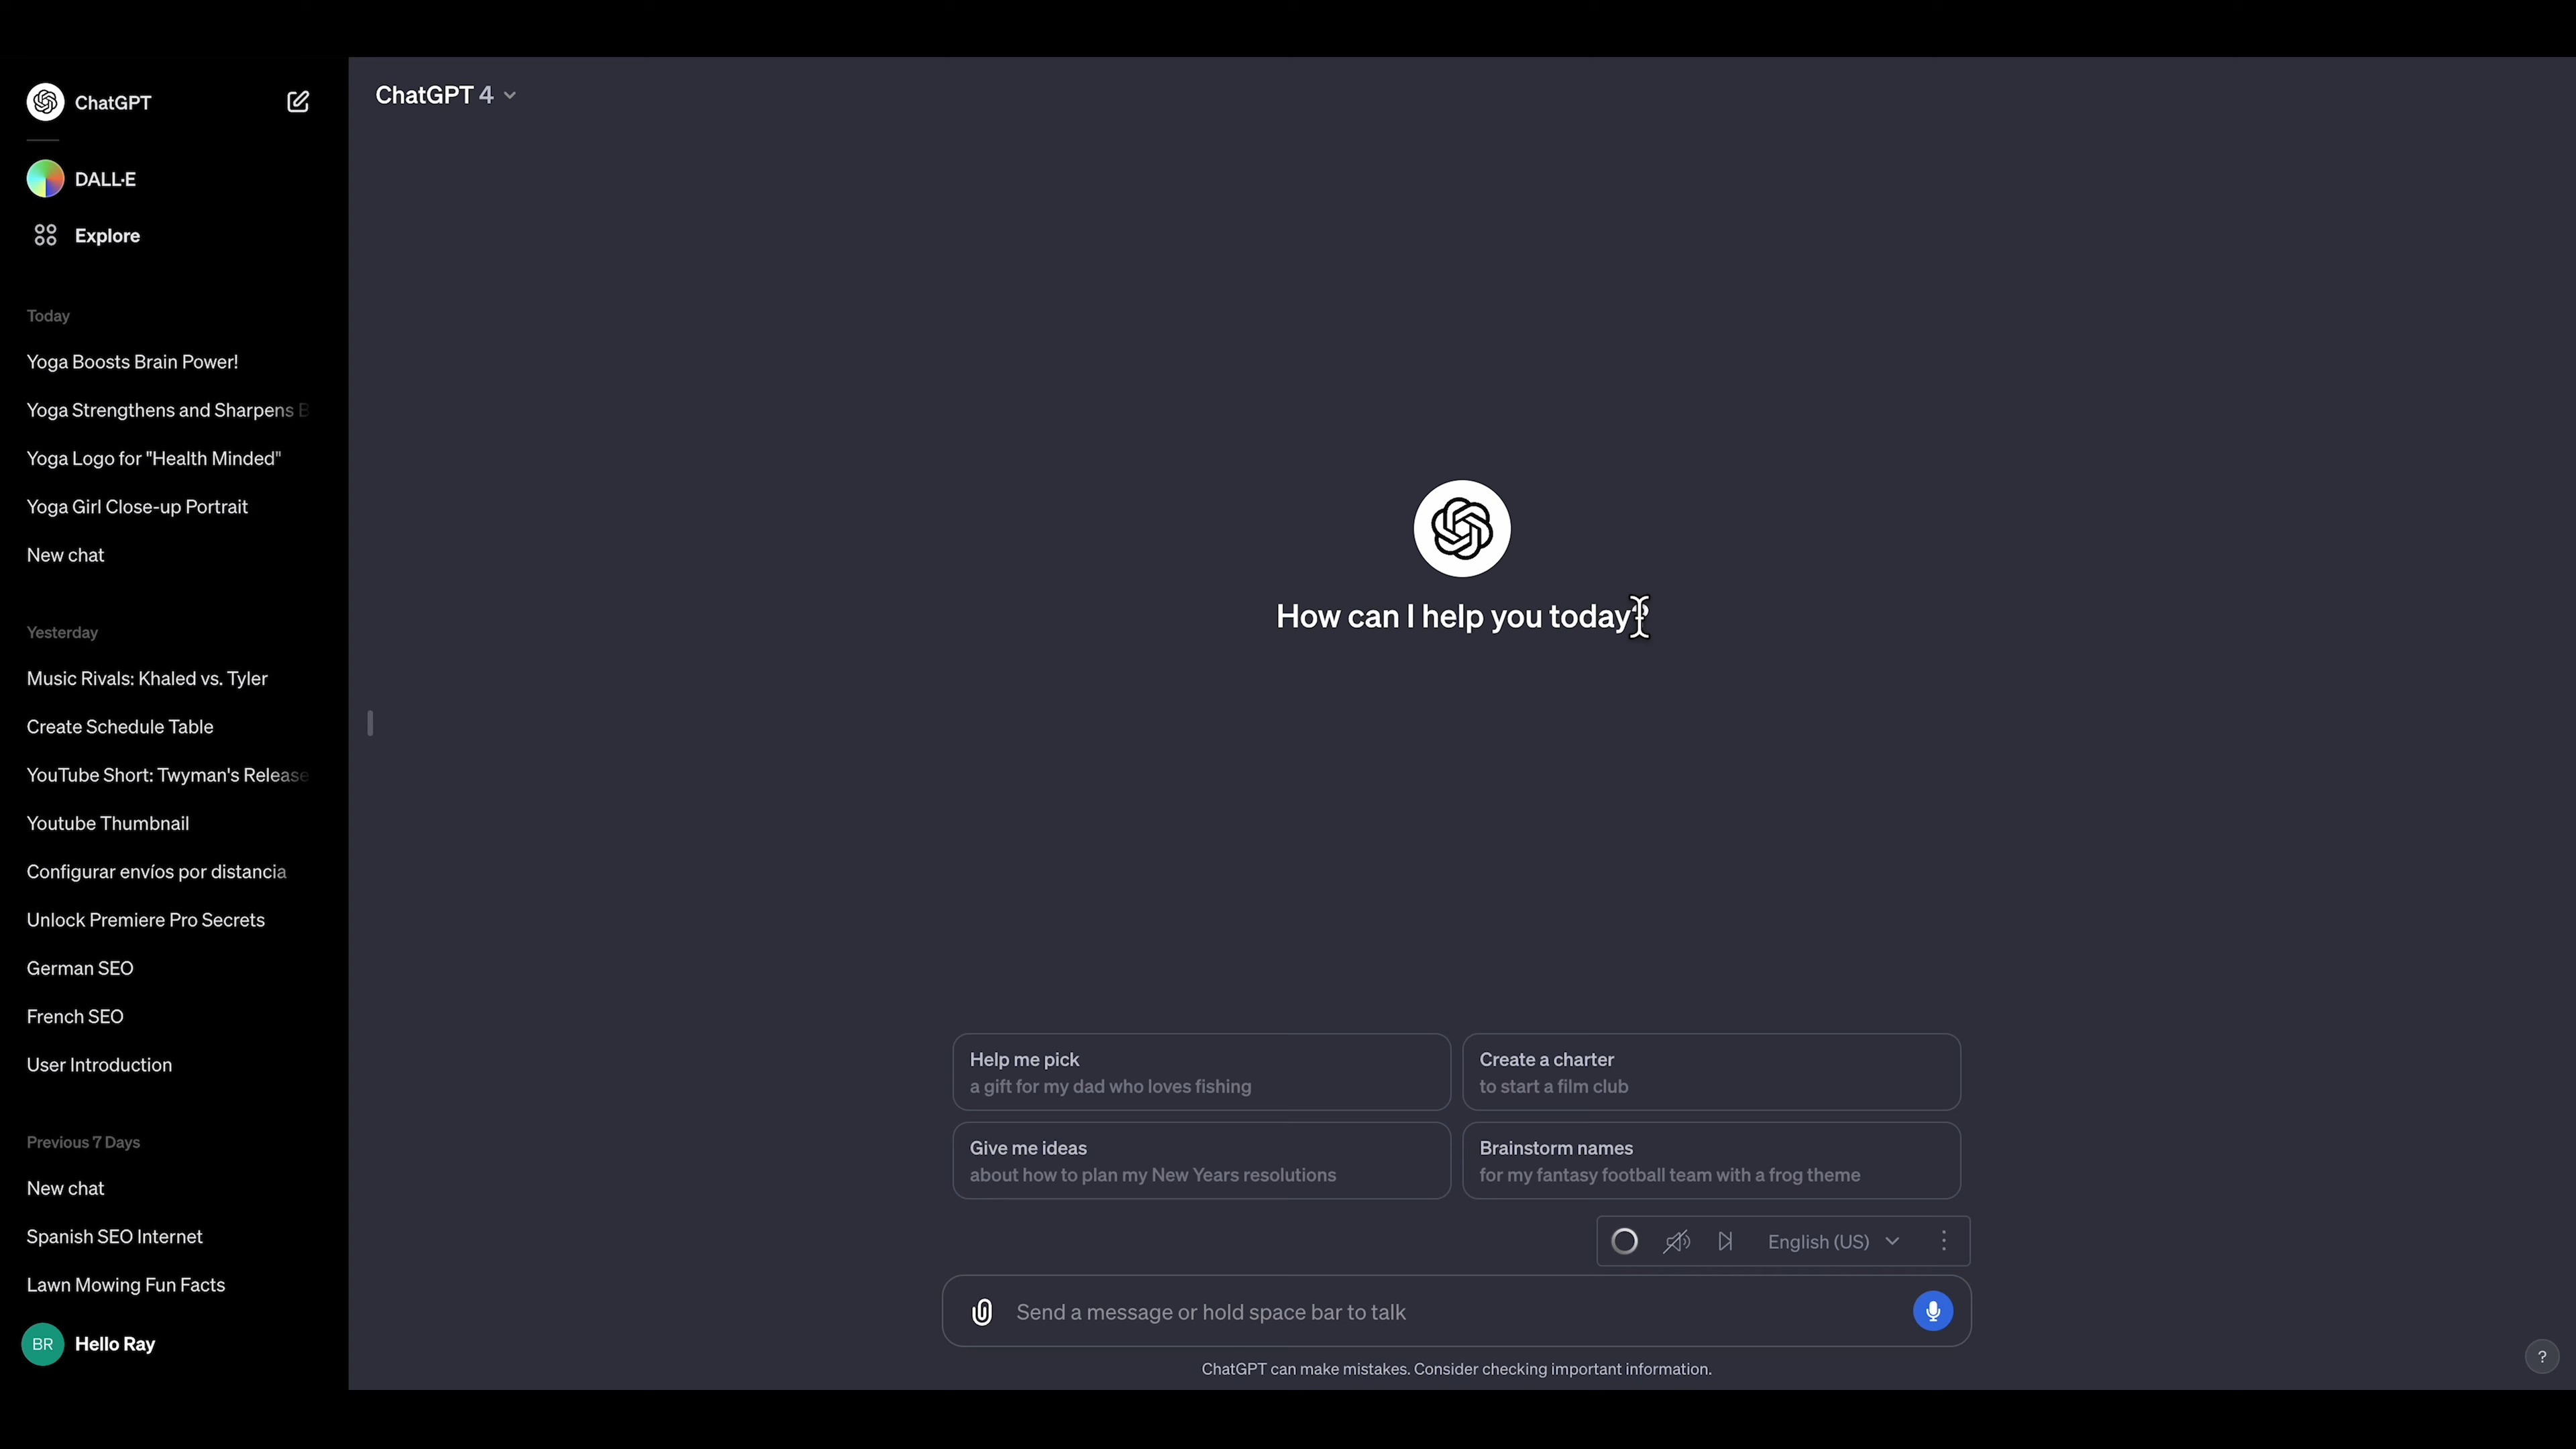 ChatGPT
DALL·E
Explore
Today
Yoga Boosts Brain Power!
Yoga Strengthens and Sharpens B
Yoga Logo for "Health Minded"
Yoga Girl Close-up Portrait
New chat
Yesterday
Music Rivals: Khaled vs. Tyler
Create Schedule Table
YouTube Short: Twyman's Release
Youtube Thumbnail
Configurar envíos por distancia
Unlock Premiere Pro Secrets
German SEO
French SEO
User Introduction
Previous 7 Days
New chat
Spanish SEO Internet
Lawn Mowing Fun Facts
BR Hello Ray
ChatGPT 4
How can I help you today?
Help me pick
a gift for my dad who loves fishing
Create a charter
to start a film club
Give me ideas
about how to plan my New Years resolutions
Brainstorm names
for my fantasy football team with a frog theme
English (US)
Send a message or hold space bar to talk
ChatGPT can make mistakes. Consider checking important information.
?